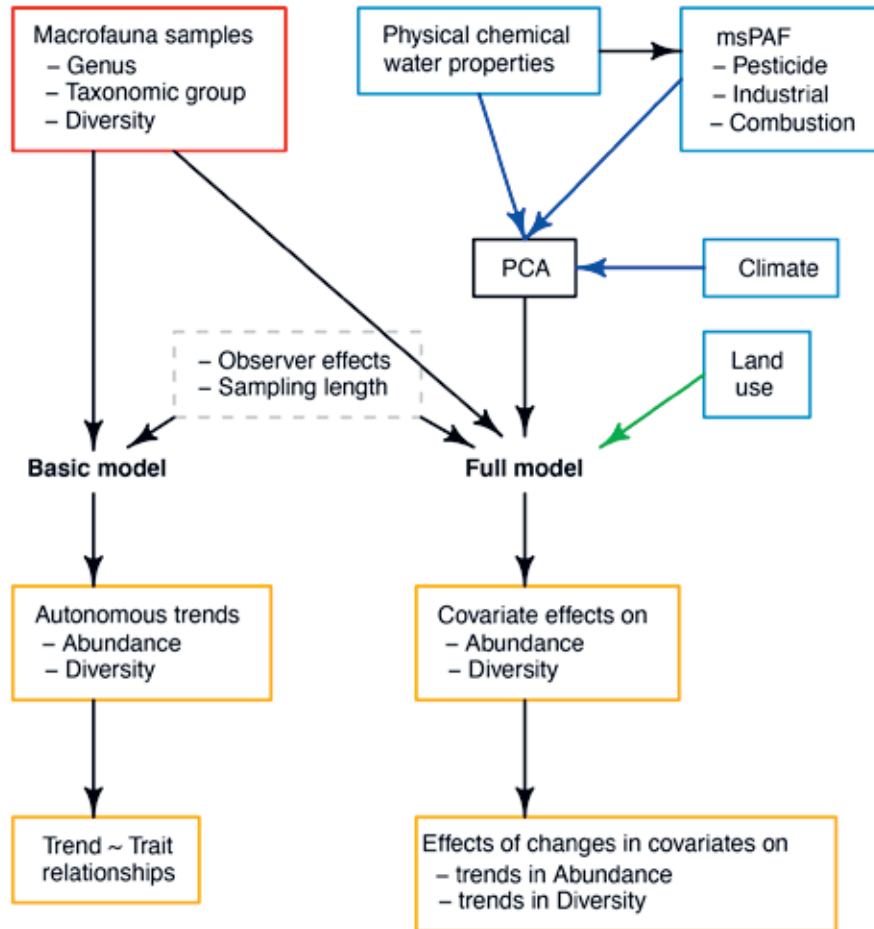 Macrofauna samples
– Genus
– Taxonomic group
– Diversity
Physical chemical
water properties
msPAF
– Pesticide
– Industrial
– Combustion
PCA
Climate
– Observer effects
– Sampling length
Land
use
Basic model
Full model
Autonomous trends
– Abundance
– Diversity
Covariate effects on
– Abundance
– Diversity
Trend ~ Trait
relationships
Effects of changes in covariates on
– trends in Abundance
– trends in Diversity